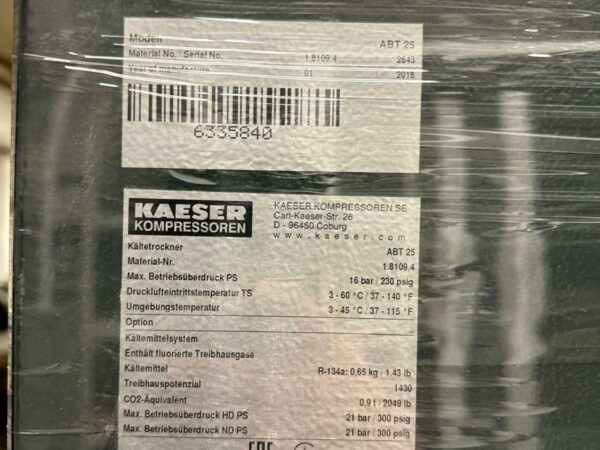 Modell ABT 25
Material No. / Serial No. 1.8109.4 2643
Year of manufacture 01 2018
6335840
KAESER
KOMPRESSOREN
KAESER KOMPRESSOREN SE
Carl-Kaeser-Str. 26
D - 96450 Coburg
www.kaeser.com
Kältetrockner ABT 25
Material-Nr. 1.8109.4
Max. Betriebsüberdruck PS 16 bar / 230 psig
Drucklufteintrittstemperatur TS 3 - 60 °C / 37 - 140 °F
Umgebungstemperatur 3 - 45 °C / 37 - 115 °F
Option
Kältemittelsystem
Enthält fluorierte Treibhausgase
Kältemittel R-134a: 0,65 kg / 1.43 lb
Treibhauspotenzial 1430
CO2-Äquivalent 0,9 t / 2049 lb
Max. Betriebsüberdruck HD PS 21 bar / 300 psig
Max. Betriebsüberdruck ND PS 21 bar / 300 psig